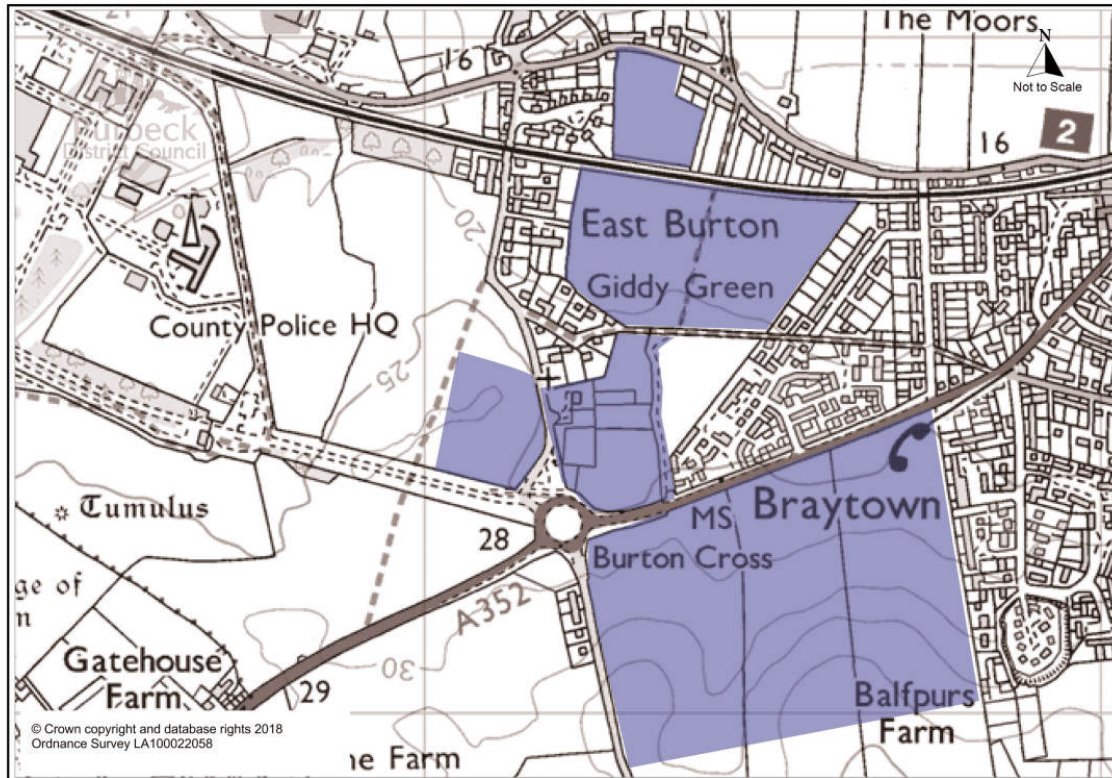 The Moors
N
Not to Scale
16
Purbeck
District Council
2
16
20
East Burton
Giddy Green
County Police HQ
25
Tumulus
28
MS
Braytown
Burton Cross
A 352
ge of
30
Gatehouse
Farm
29
Balfpurs
Farm
© Crown copyright and database rights 2018
Ordnance Survey LA100022058
ne Farm